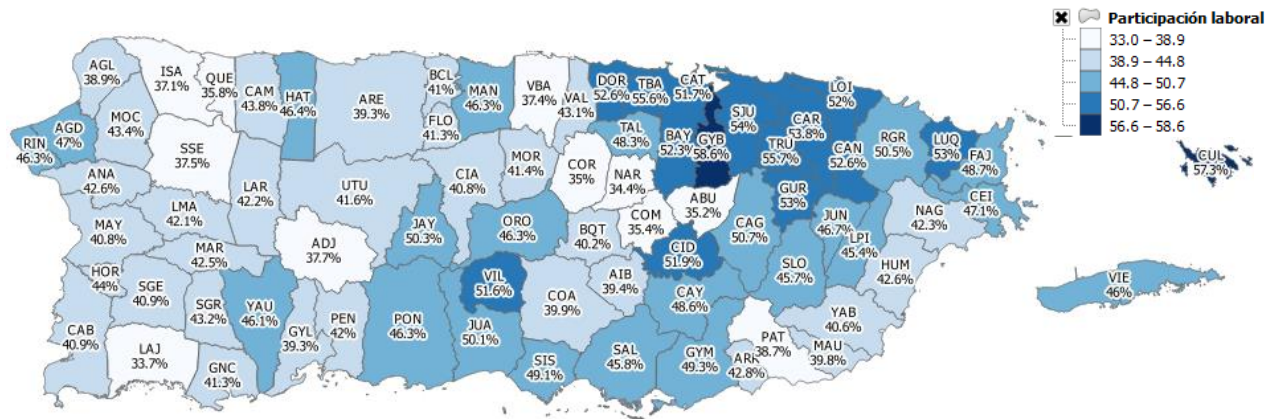 Participación laboral
33.0 – 38.9
38.9 – 44.8
44.8 – 50.7
50.7 – 56.6
56.6 – 58.6
AGL
38.9%
ISA
37.1%
QUE
35.8%
CAM
43.8%
HAT
46.4%
ARE
39.3%
BCL
41%
MAN
46.3%
VBA
37.4%
VAL
43.1%
DOR
52.6%
TBA
55.6%
CAT
51.7%
SJU
54%
LOI
52%
CAR
53.8%
MOC
43.4%
AGD
47%
RIN
46.3%
FLO
41.3%
TAL
48.3%
BAY
52.3%
GYB
58.6%
TRU
55.7%
CAN
52.6%
RGR
50.5%
LUQ
53%
FAJ
48.7%
CUL
57.3%
SSE
37.5%
ANA
42.6%
LAR
42.2%
UTU
41.6%
CIA
40.8%
MOR
41.4%
COR
35%
NAR
34.4%
ABU
35.2%
GUR
53%
CEI
47.1%
LMA
42.1%
MAY
40.8%
JAY
50.3%
ORO
46.3%
BQT
40.2%
COM
35.4%
CAG
50.7%
JUN
46.7%
LPI
45.4%
NAG
42.3%
MAR
42.5%
ADJ
37.7%
CID
51.9%
HOR
44%
SGE
40.9%
SGR
43.2%
YAU
46.1%
VIL
51.6%
COA
39.9%
AIB
39.4%
CAY
48.6%
SLO
45.7%
HUM
42.6%
VIE
46%
CAB
40.9%
LAJ
33.7%
GNC
41.3%
GYL
39.3%
PEN
42%
PON
46.3%
JUA
50.1%
SIS
49.1%
SAL
45.8%
GYM
49.3%
ARR
42.8%
PAT
38.7%
YAB
40.6%
MAU
39.8%